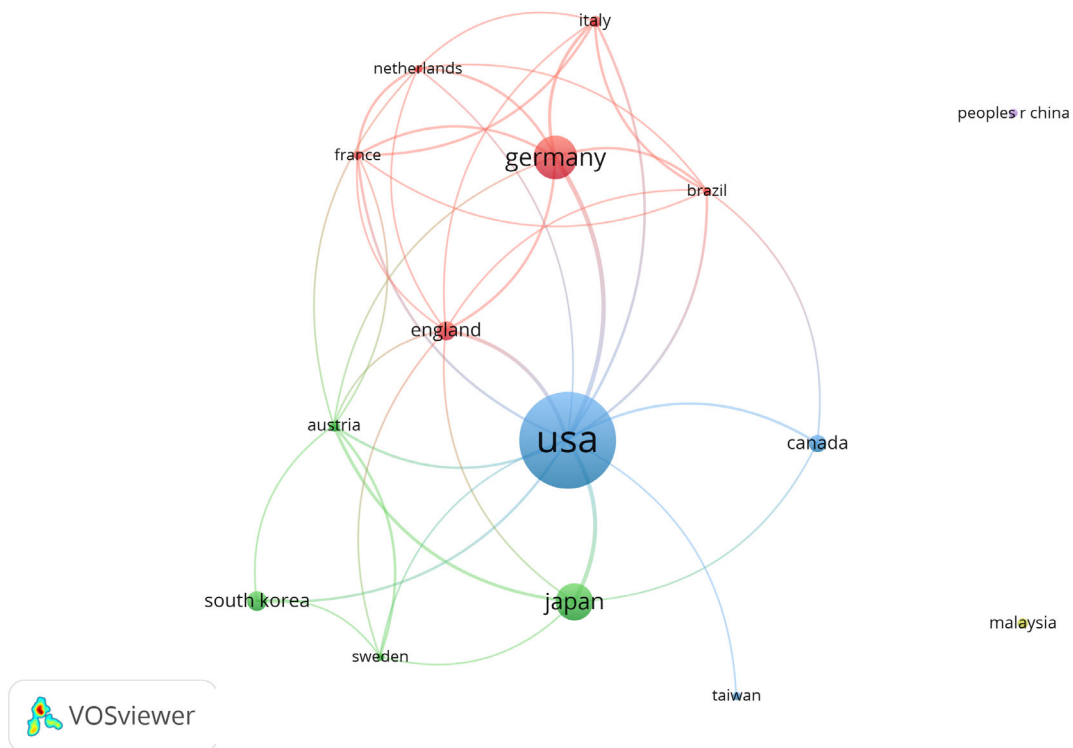 italy
netherlands
peoples r china
france
germany
brazil
england
austria
usa
canada
south korea
japan
malaysia
sweden
taiwan
VOSviewer